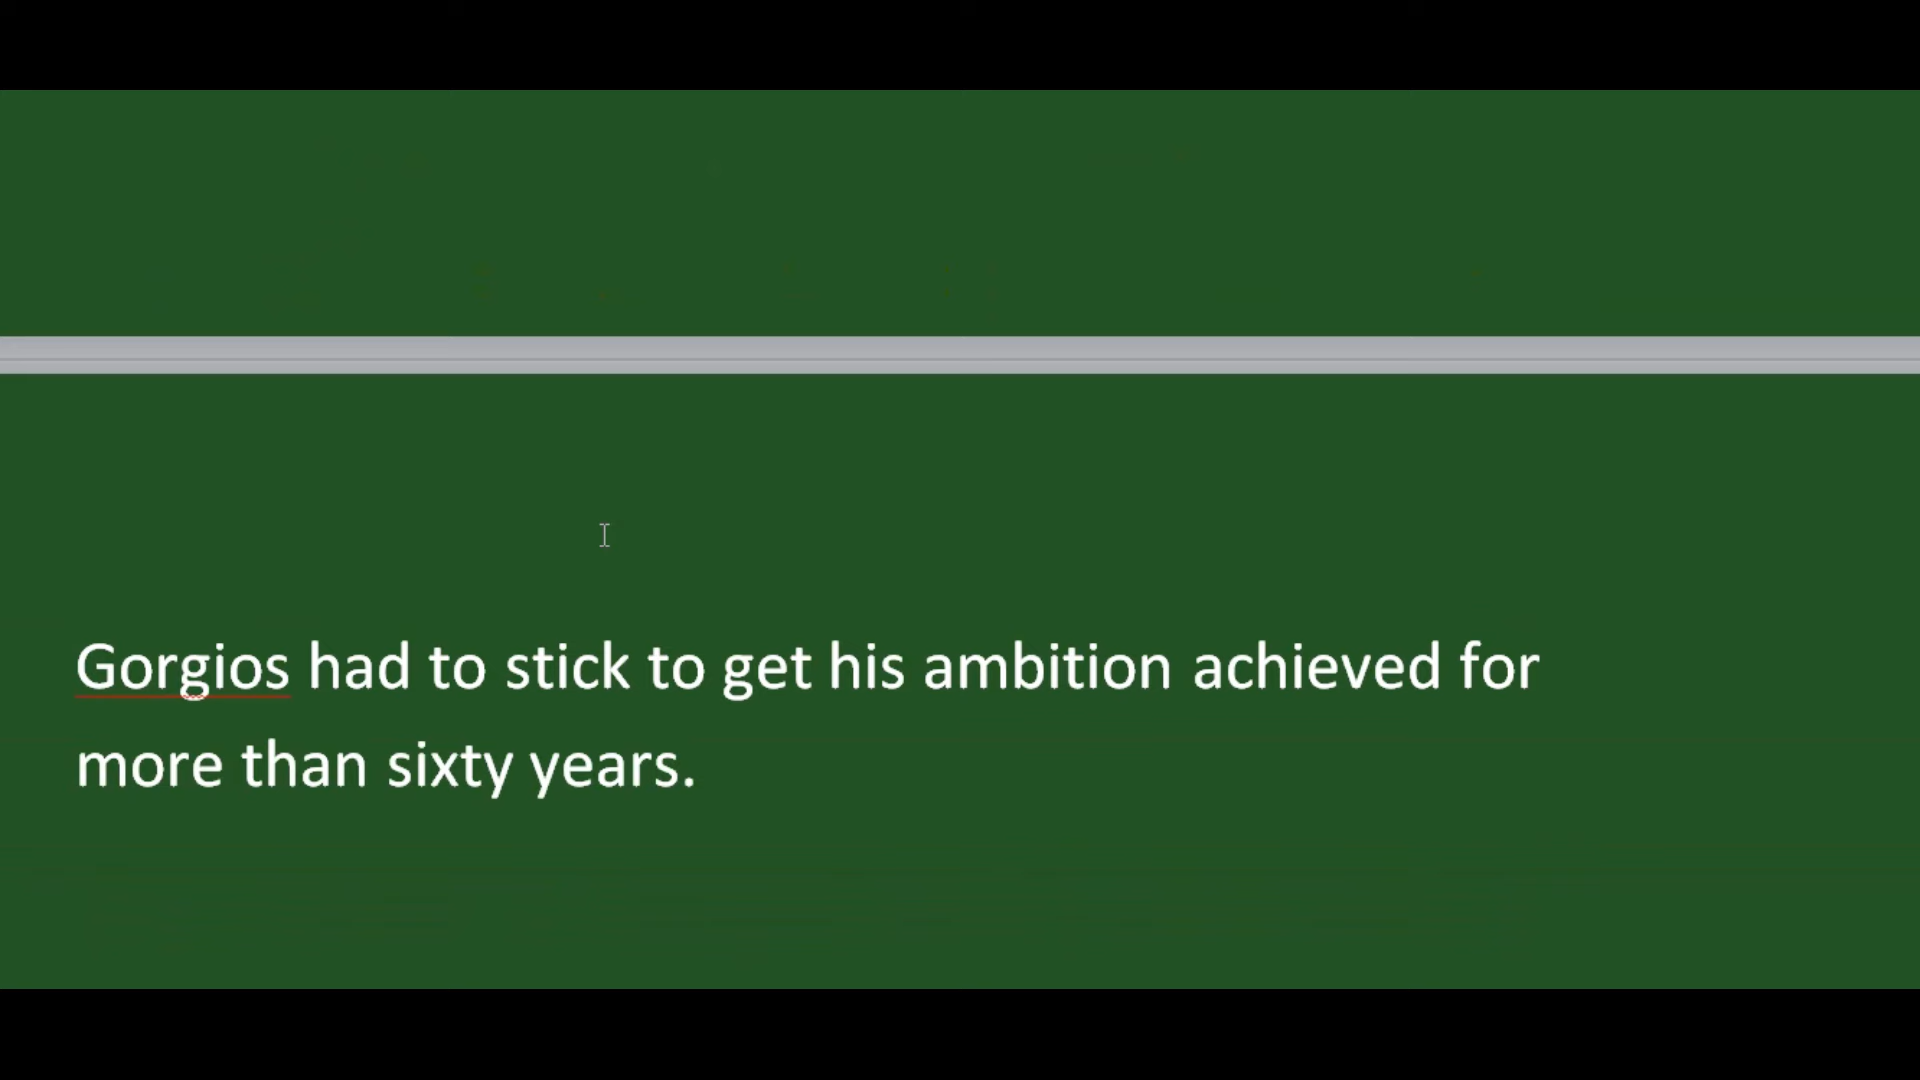 Gorgios had to stick to get his ambition achieved for
more than sixty years.